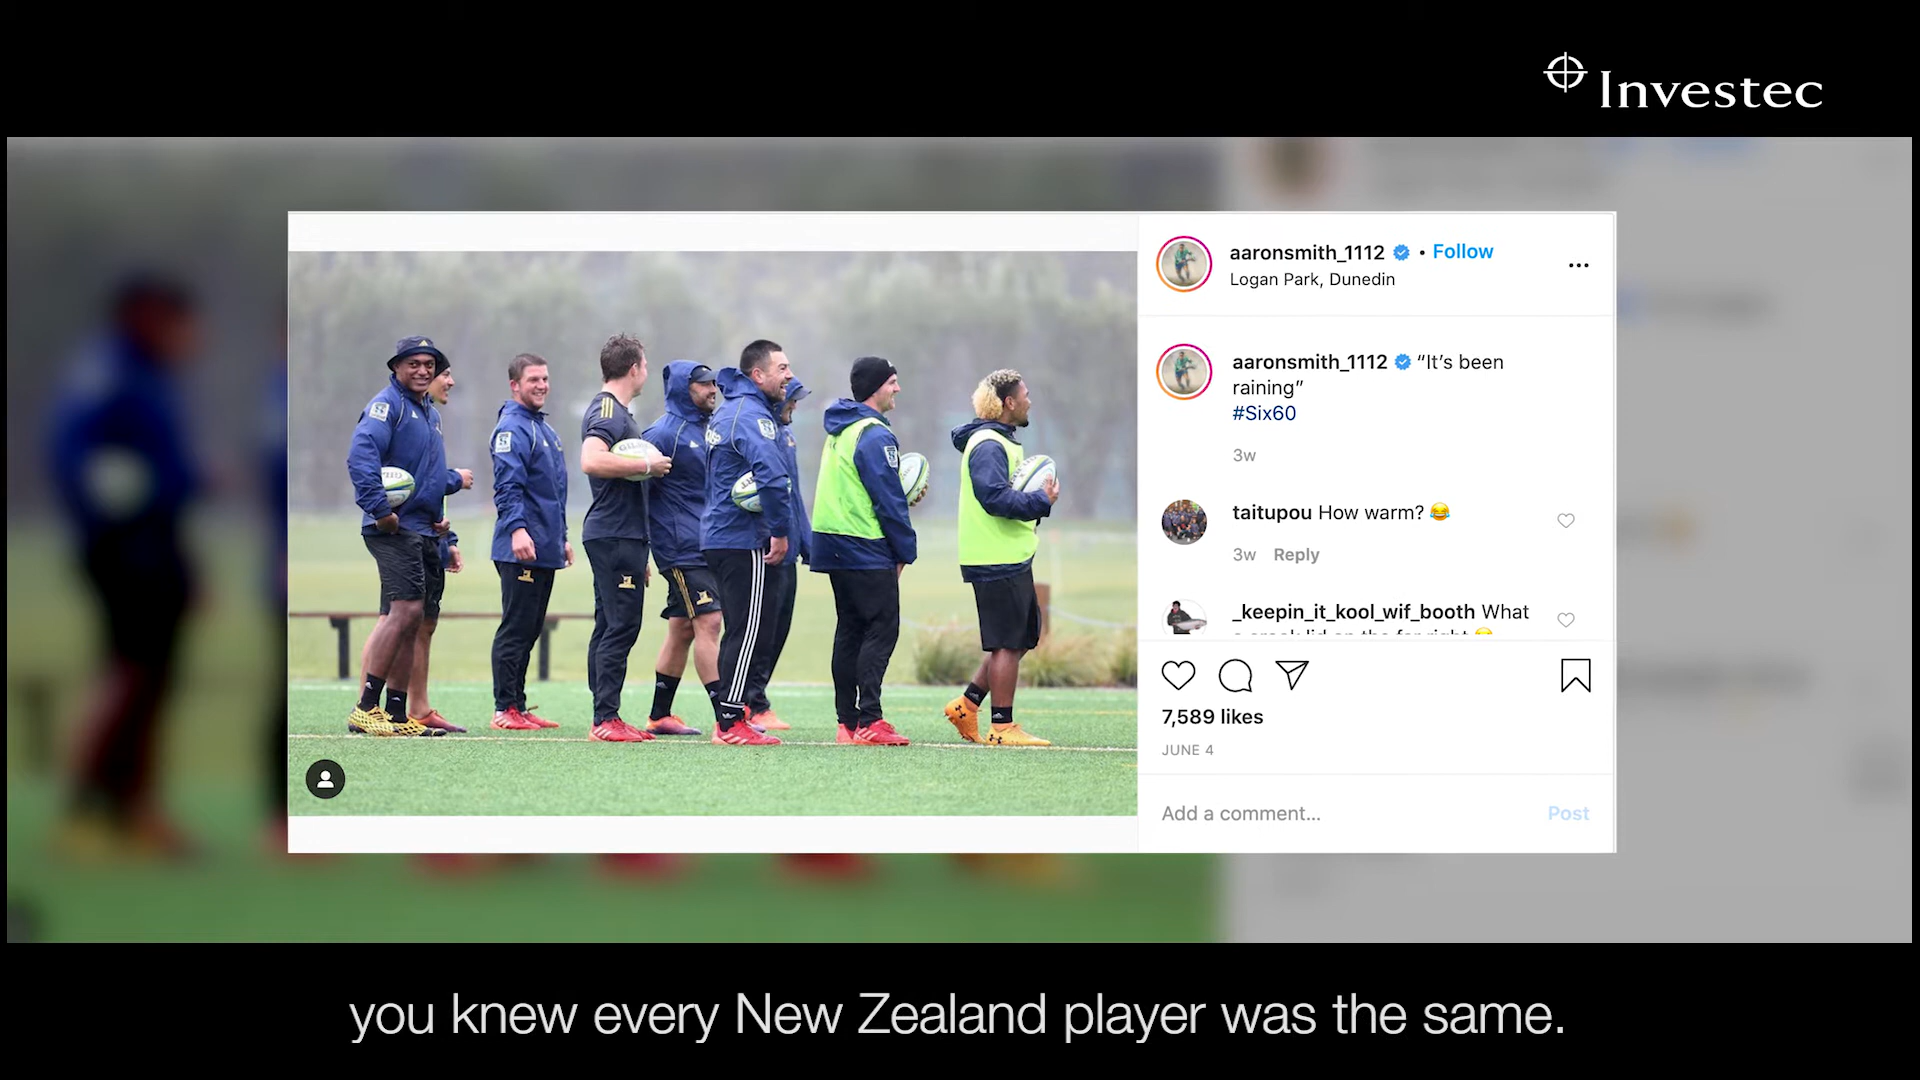 Investec
aaronsmith_1112 • Follow
Logan Park, Dunedin
aaronsmith_1112 “It’s been
raining”
#Six60
3w
taitupou How warm? 😂
3w Reply
_keepin_it_kool_wif_booth What
7,589 likes
JUNE 4
Add a comment... Post
you knew every New Zealand player was the same.